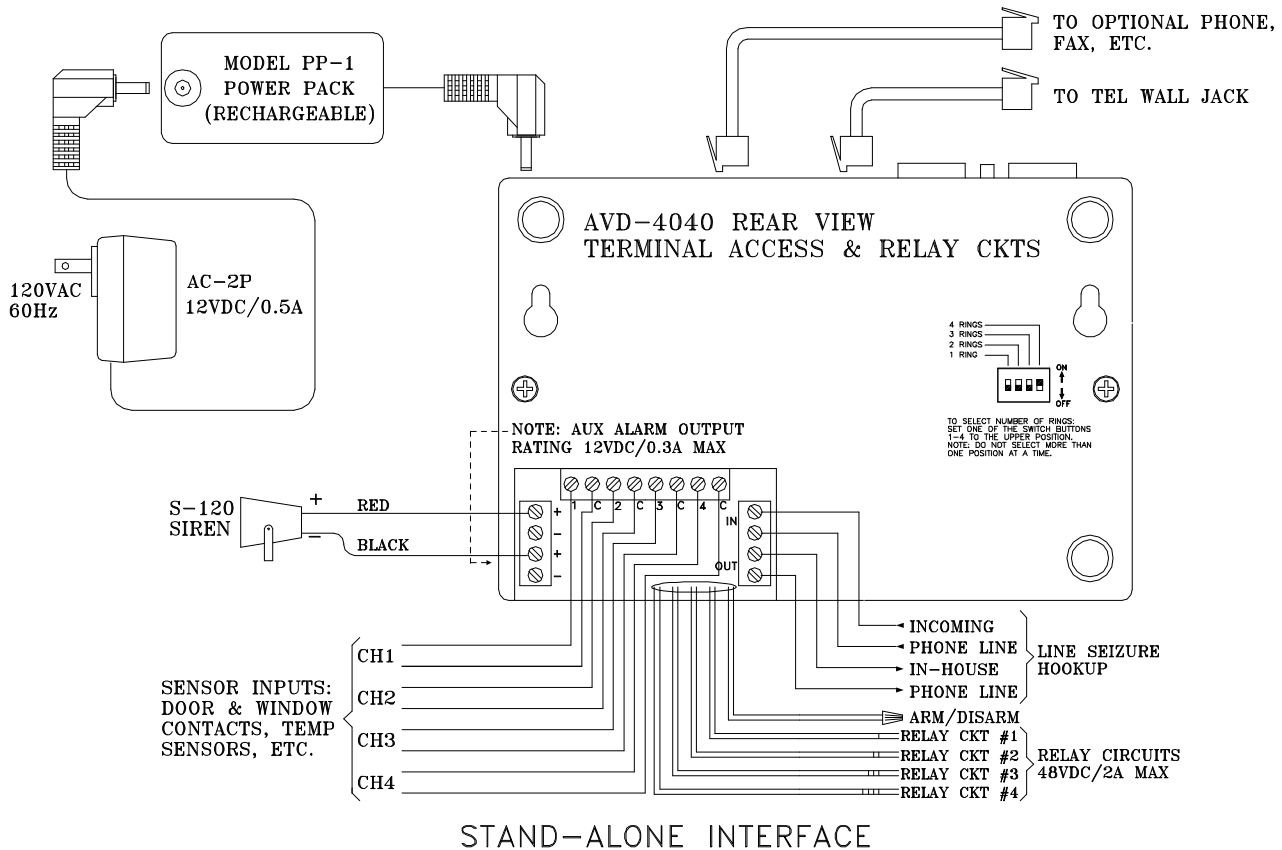 TO OPTIONAL PHONE,
FAX, ETC.
MODEL PP-1
POWER PACK
(RECHARGEABLE)
TO TEL WALL JACK
AVD-4040 REAR VIEW
TERMINAL ACCESS & RELAY CKTS
120VAC
60Hz
AC-2P
12VDC/0.5A
4 RINGS
3 RINGS
2 RINGS
1 RING
ON
OFF
TO SELECT NUMBER OF RINGS:
SET ONE OF THE SWITCH BUTTONS
1-4 TO THE UPPER POSITION.
NOTE: DO NOT SELECT MORE THAN
ONE POSITION AT A TIME.
NOTE: AUX ALARM OUTPUT
RATING 12VDC/0.3A MAX
S-120
SIREN
+
-
RED
BLACK
+
-
+
-
1 C 2 C 3 C 4 C
IN
OUT
INCOMING
PHONE LINE
IN-HOUSE
PHONE LINE
LINE SEIZURE
HOOKUP
SENSOR INPUTS:
DOOR & WINDOW
CONTACTS, TEMP
SENSORS, ETC.
CH1
CH2
CH3
CH4
ARM/DISARM
RELAY CKT #1
RELAY CKT #2
RELAY CKT #3
RELAY CKT #4
RELAY CIRCUITS
48VDC/2A MAX
STAND-ALONE INTERFACE